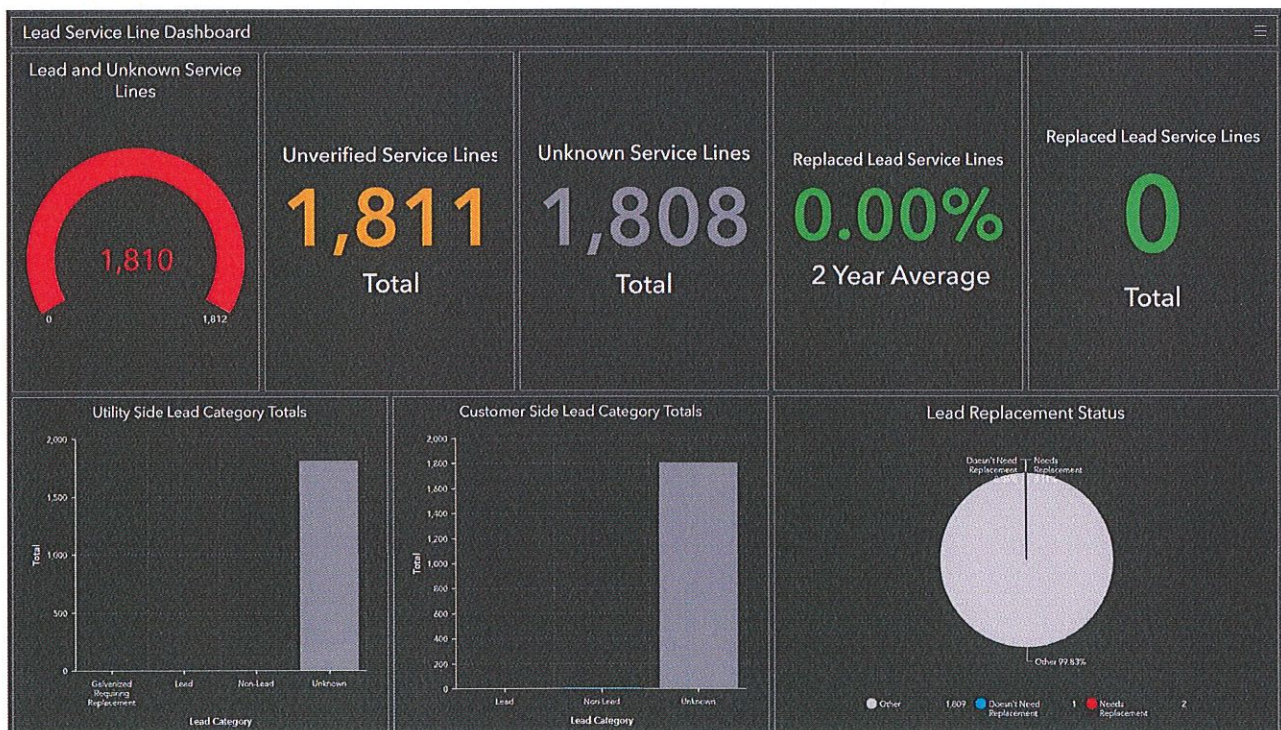 Lead Service Line Dashboard
Lead and Unknown Service
Lines
1,810
0
1,812
Unverified Service Lines
1,811
Total
Unknown Service Lines
1,808
Total
Replaced Lead Service Lines
0.00%
2 Year Average
Replaced Lead Service Lines
0
Total
Utility Side Lead Category Totals
2,000
1,500
1,000
500
0
Total
Galvanized
Requiring
Replacement
Lead
Non-Lead
Unknown
Lead Category
Customer Side Lead Category Totals
2,000
1,800
1,600
1,400
1,200
1,000
800
600
400
200
0
Total
Lead
Non-Lead
Unknown
Lead Category
Lead Replacement Status
Doesn't Need
Replacement
Needs
Replacement
Other 99.83%
Other 1,809
Doesn't Need
Replacement 1
Needs
Replacement 2